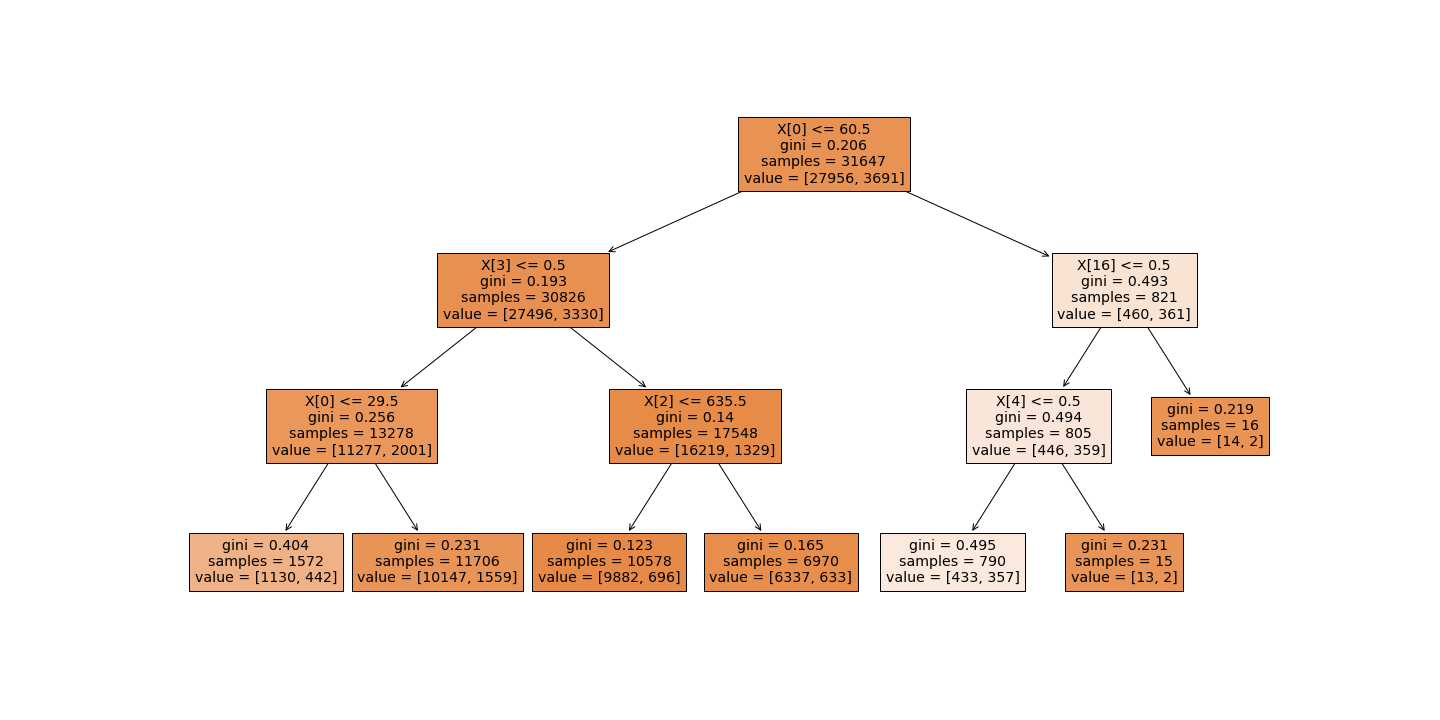 X[0] <= 60.5
gini = 0.206
samples = 31647
value = [27956, 3691]
X[3] <= 0.5
gini = 0.193
samples = 30826
value = [27496, 3330]
X[16] <= 0.5
gini = 0.493
samples = 821
value = [460, 361]
X[0] <= 29.5
gini = 0.256
samples = 13278
value = [11277, 2001]
X[2] <= 635.5
gini = 0.14
samples = 17548
value = [16219, 1329]
X[4] <= 0.5
gini = 0.494
samples = 805
value = [446, 359]
gini = 0.219
samples = 16
value = [14, 2]
gini = 0.404
samples = 1572
value = [1130, 442]
gini = 0.231
samples = 11706
value = [10147, 1559]
gini = 0.123
samples = 10578
value = [9882, 696]
gini = 0.165
samples = 6970
value = [6337, 633]
gini = 0.495
samples = 790
value = [433, 357]
gini = 0.231
samples = 15
value = [13, 2]